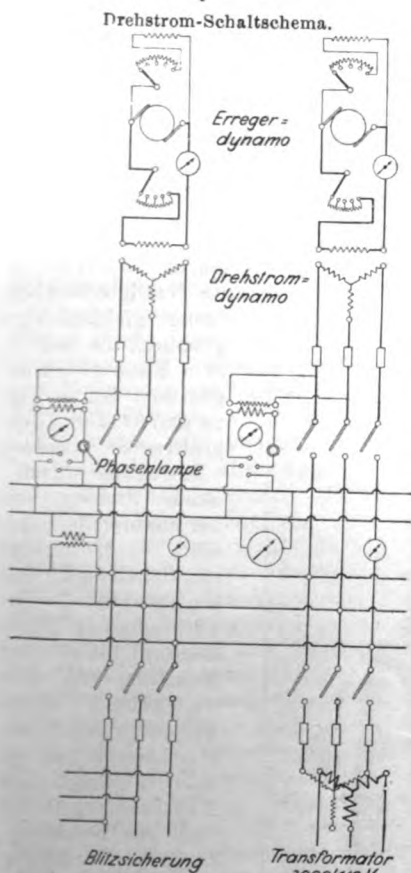 Drehstrom-Schaltschema.
Erreger=
dynamo
Drehstrom=
dynamo
Phasenlampe
Blitzsicherung
Transformator